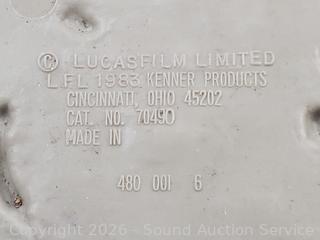 © LUCASFILM LIMITED
L.F.L. 1983 KENNER PRODUCTS
CINCINNATI, OHIO 45202
CAT. NO. 70490
MADE IN
480 001 6
Copyright 2026 - Sound Auction Service